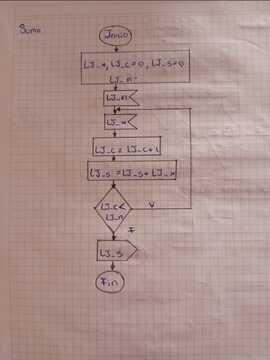 Suma
Inicio
LJ_x, LJ_c=0, LJ_s=0
LJ_n
LJ_n
LJ_x
LJ_c = LJ_c+1
LJ_s = LJ_s+LJ_x
LJ_c<
LJ_n
V
F
LJ_s
Fin